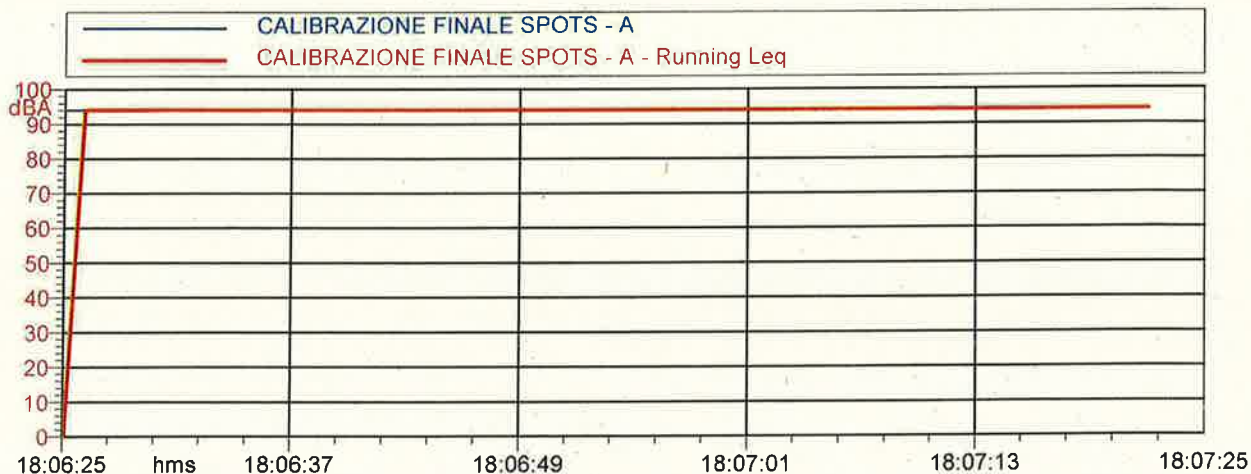 CALIBRAZIONE FINALE SPOTS - A
CALIBRAZIONE FINALE SPOTS - A - Running Leq
100
dBA
90
80
70
60
50
40
30
20
10
0
18:06:25 hms 18:06:37 18:06:49 18:07:01 18:07:13 18:07:25